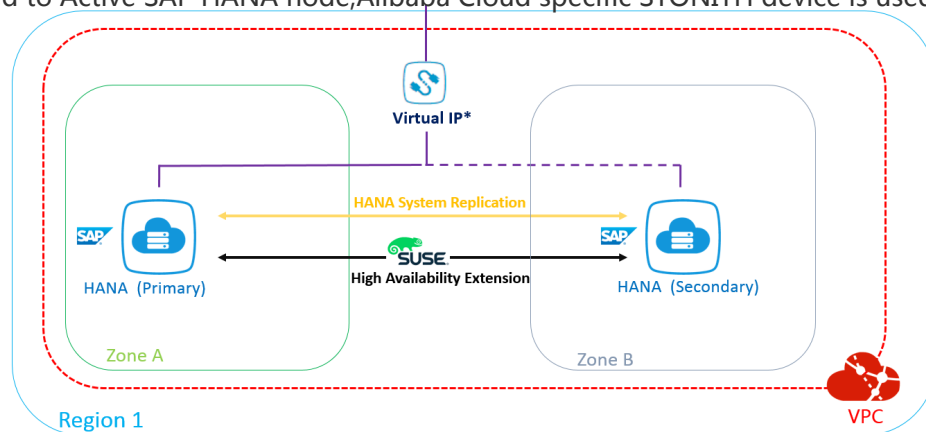 d to Active SAP HANA node,Alibaba Cloud specific STONITH device is used
Virtual IP*
HANA System Replication
SAP
SUSE
SAP
High Availability Extension
HANA (Primary)
HANA (Secondary)
Zone A
Zone B
VPC
Region 1